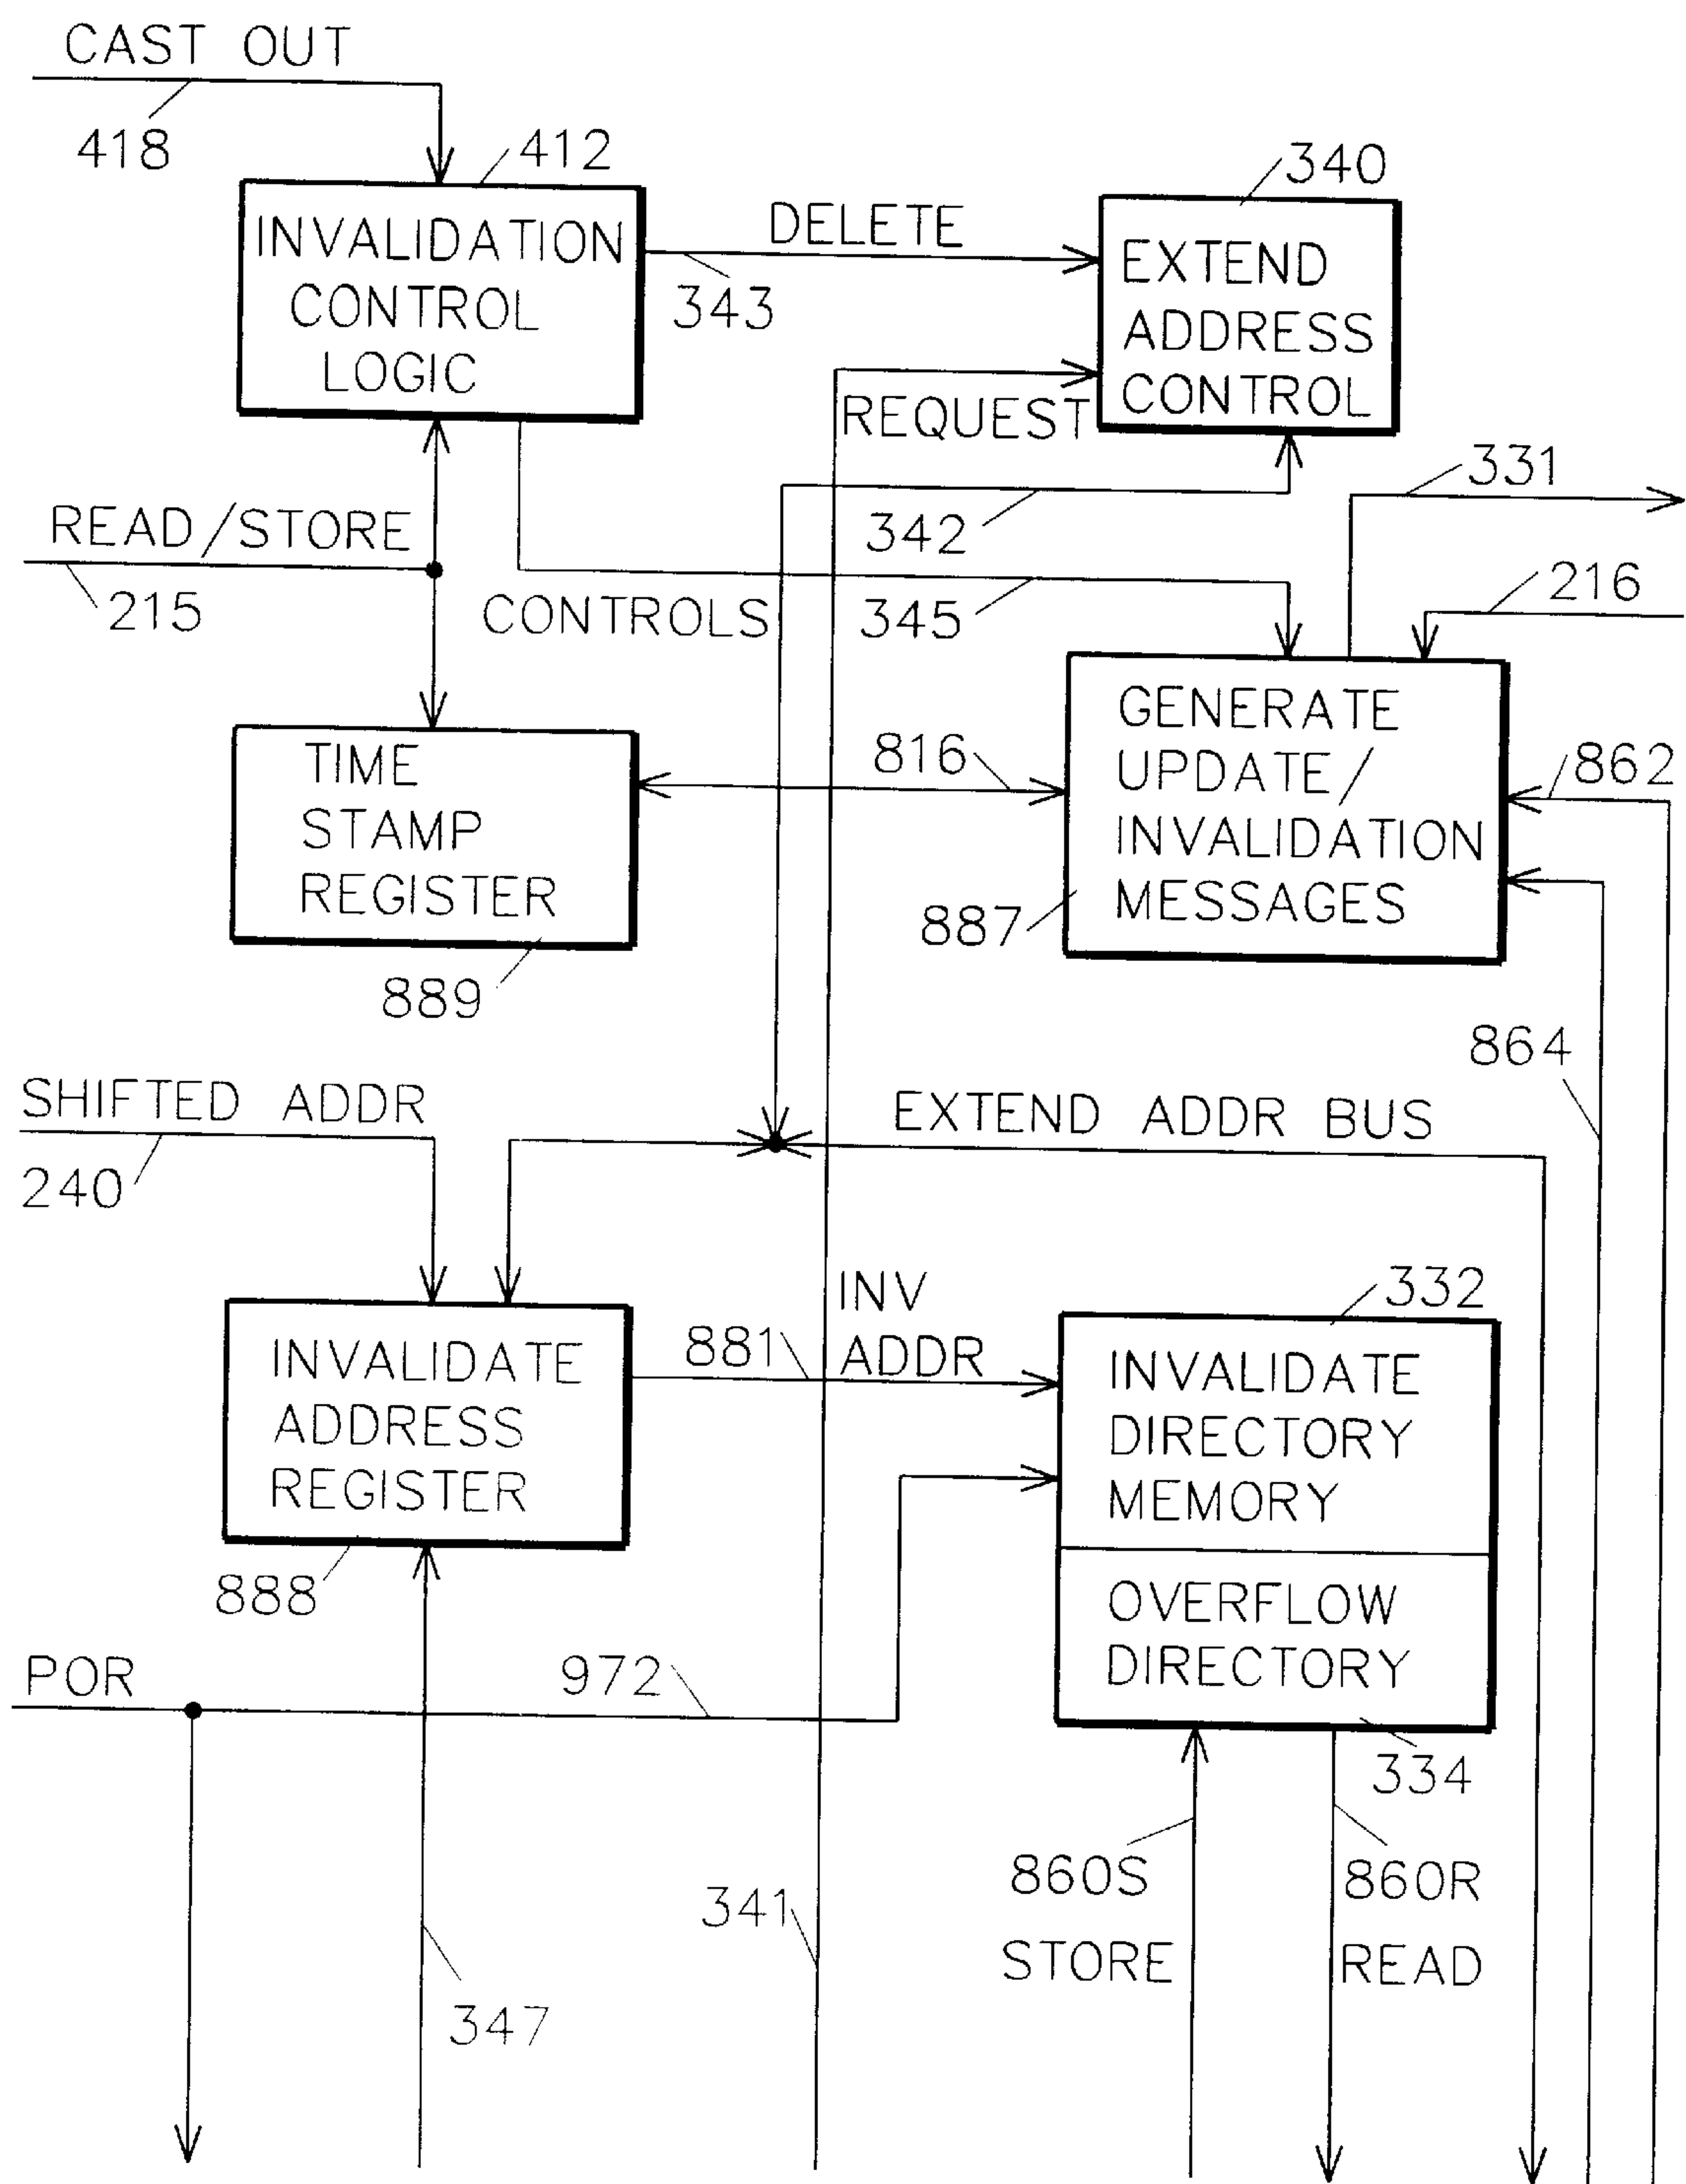 CAST OUT
418
412
340
INVALIDATION
CONTROL
LOGIC
DELETE
343
EXTEND
ADDRESS
CONTROL
REQUEST
331
READ/STORE
342
215
CONTROLS
345
216
TIME
STAMP
REGISTER
816
GENERATE
UPDATE/
INVALIDATION
MESSAGES
862
887
889
864
SHIFTED ADDR
240
EXTEND ADDR BUS
INV
ADDR
881
332
INVALIDATE
ADDRESS
REGISTER
INVALIDATE
DIRECTORY
MEMORY
888
OVERFLOW
DIRECTORY
POR
972
334
860S
860R
341
STORE
READ
347